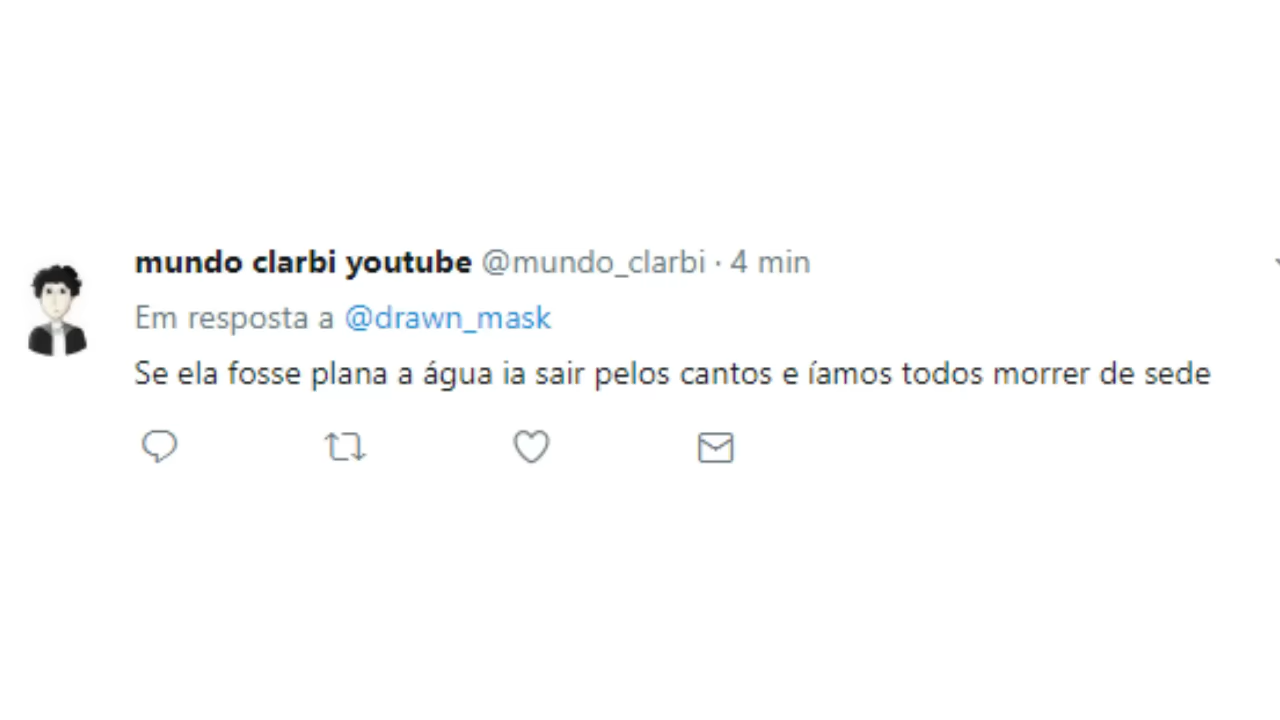 mundo clarbi youtube @mundo_clarbi · 4 min
Em resposta a @drawn_mask
Se ela fosse plana a água ia sair pelos cantos e íamos todos morrer de sede